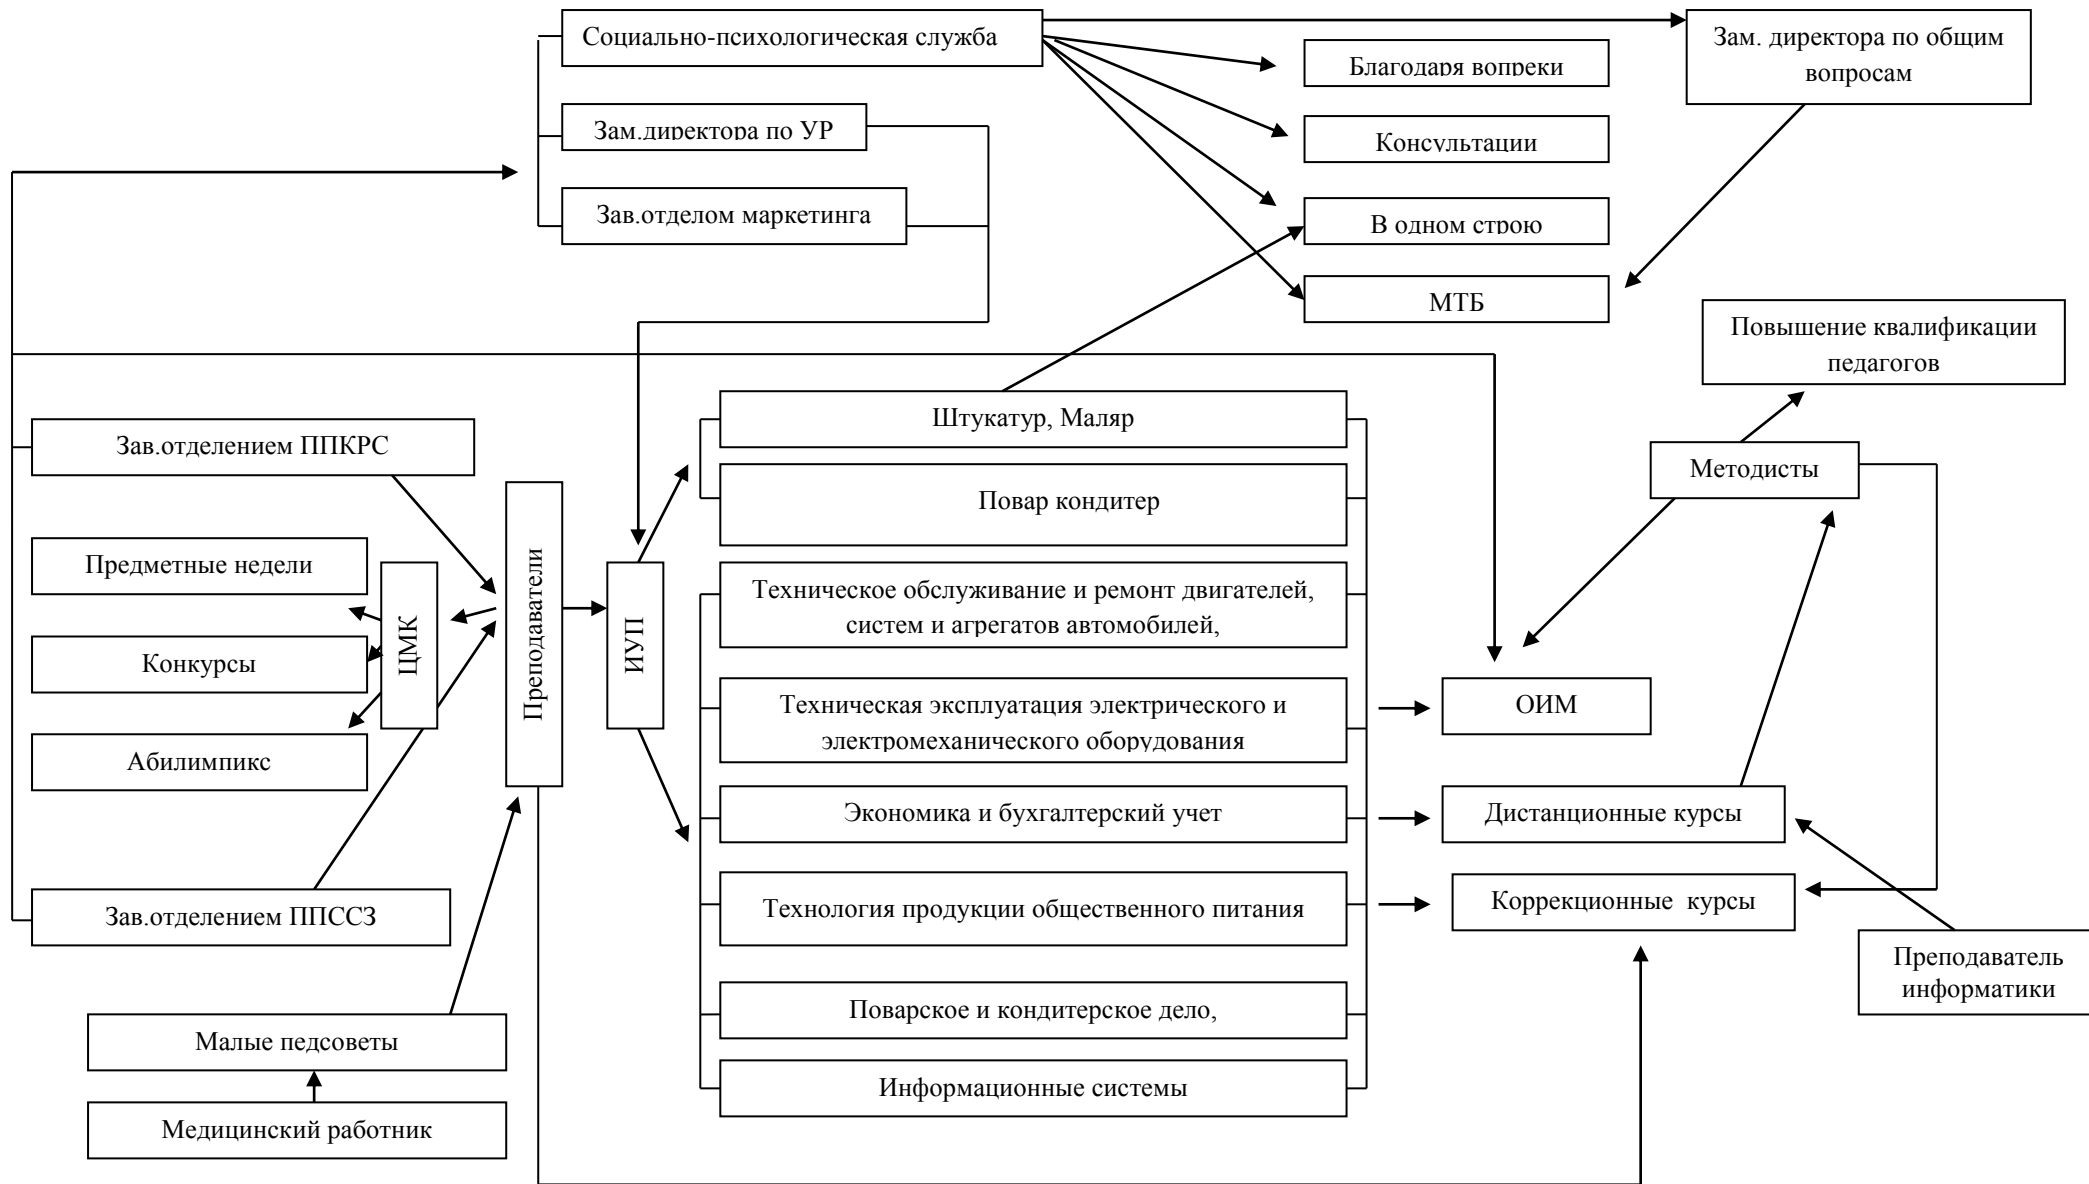 Социально-психологическая служба
Зам. директора по общим
вопросам
Благодаря вопреки
Зам.директора по УР
Консультации
Зав.отделом маркетинга
В одном строю
МТБ
Повышение квалификации
педагогов
Штукатур, Маляр
Зав.отделением ППКРС
Методисты
Повар кондитер
Предметные недели
ЦМК
Преподаватели
ИУП
Техническое обслуживание и ремонт двигателей,
систем и агрегатов автомобилей,
Конкурсы
Техническая эксплуатация электрического и
электромеханического оборудования
ОИМ
Абилимпикс
Экономика и бухгалтерский учет
Дистанционные курсы
Зав.отделением ППССЗ
Технология продукции общественного питания
Коррекционные  курсы
Преподаватель
информатики
Поварское и кондитерское дело,
Малые педсоветы
Информационные системы
Медицинский работник